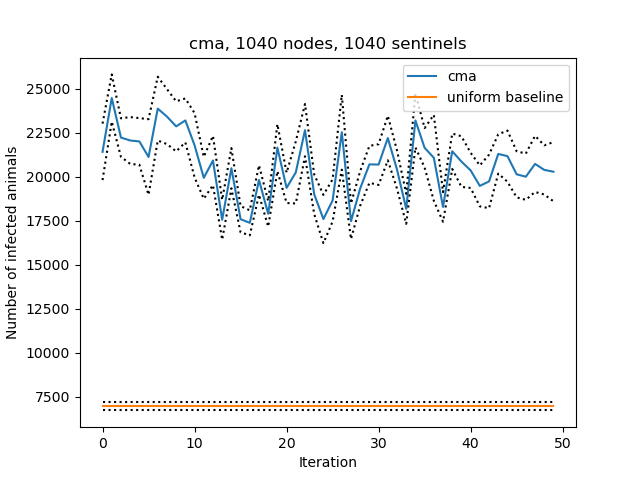 cma, 1040 nodes, 1040 sentinels
cma
uniform baseline
Number of infected animals
25000
22500
20000
17500
15000
12500
10000
7500
0 10 20 30 40 50
Iteration